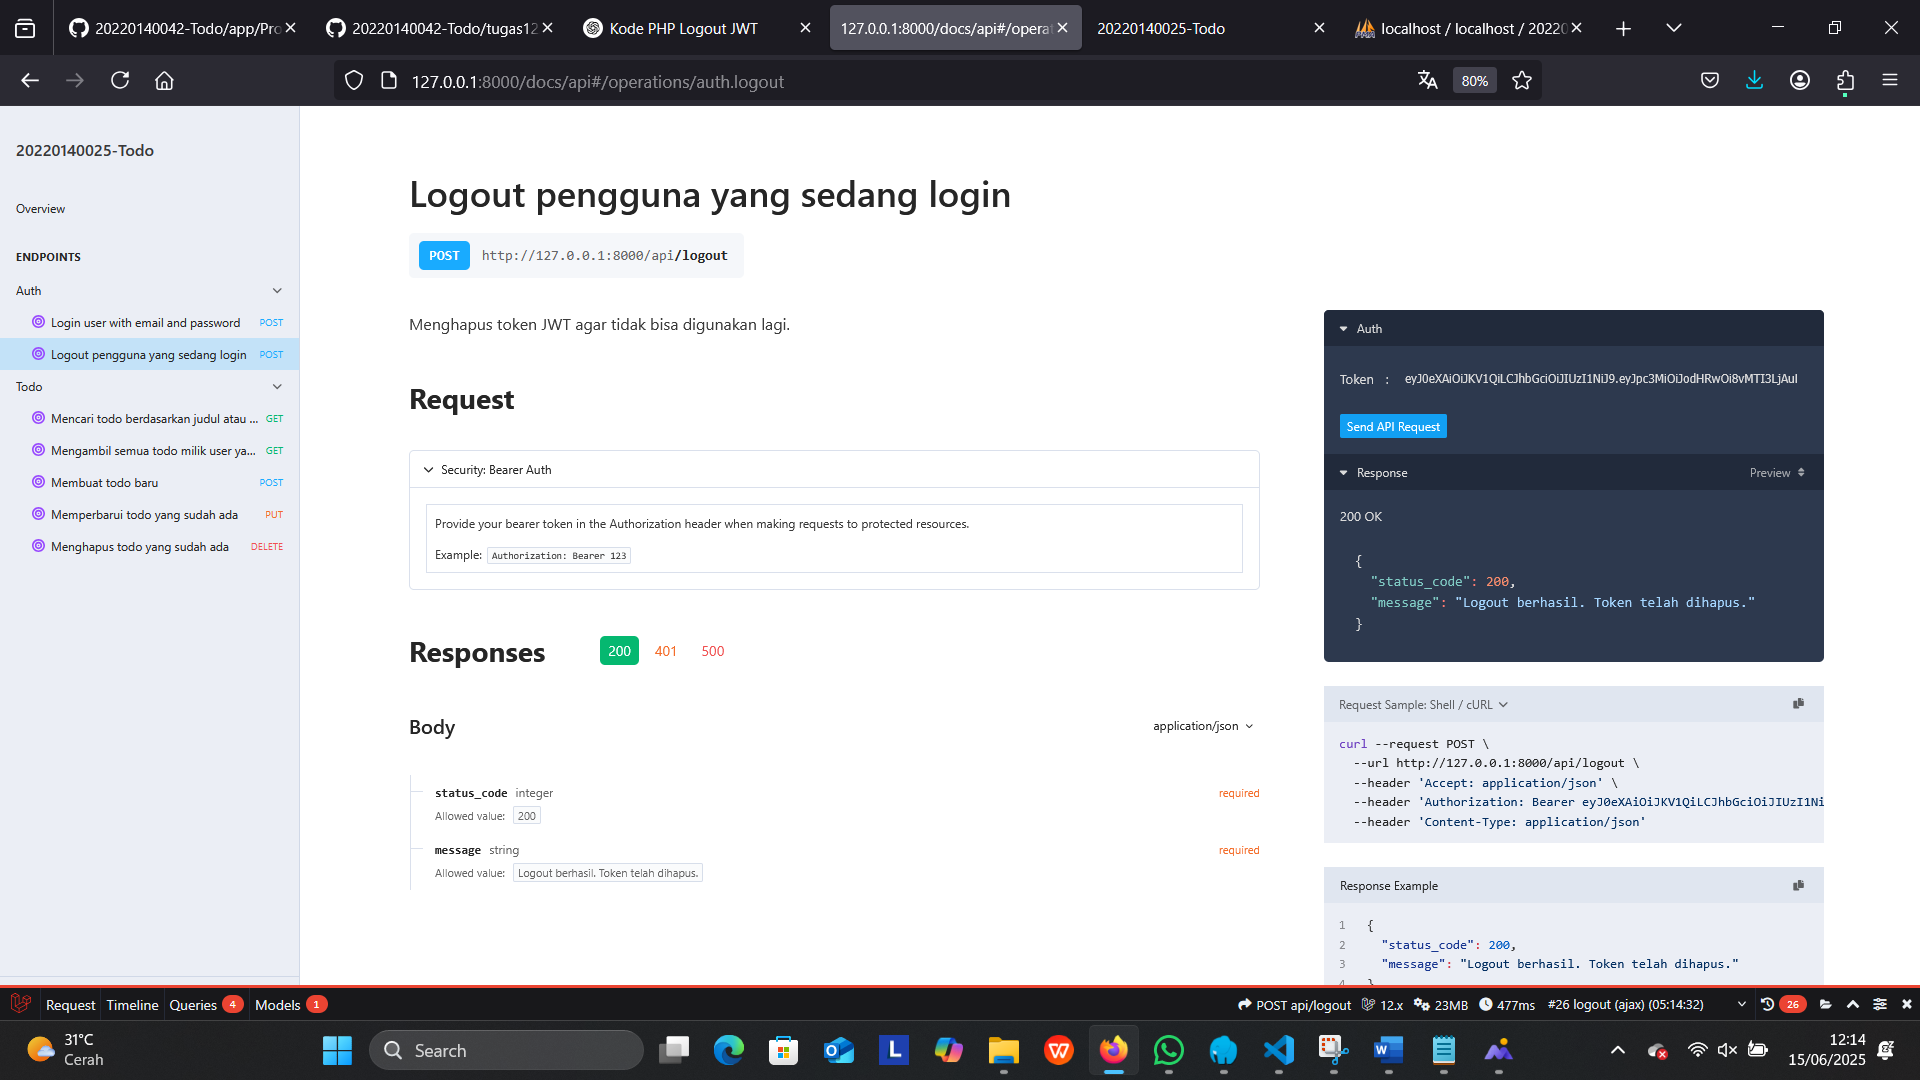 20220140042-Todo/app/Pro
20220140042-Todo/tugas12
Kode PHP Logout JWT
127.0.0.1:8000/docs/api#/operat
20220140025-Todo
localhost / localhost / 20220
127.0.0.1:8000/docs/api#/operations/auth.logout
80%
20220140025-Todo
Overview
ENDPOINTS
Auth
Login user with email and password POST
Logout pengguna yang sedang login POST
Todo
Mencari todo berdasarkan judul atau ... GET
Mengambil semua todo milik user ya... GET
Membuat todo baru POST
Memperbarui todo yang sudah ada PUT
Menghapus todo yang sudah ada DELETE
Logout pengguna yang sedang login
POST http://127.0.0.1:8000/api/logout
Menghapus token JWT agar tidak bisa digunakan lagi.
Request
Security: Bearer Auth
Provide your bearer token in the Authorization header when making requests to protected resources.
Example: Authorization: Bearer 123
Responses 200 401 500
Body application/json
status_code integer required
Allowed value: 200
message string required
Allowed value: Logout berhasil. Token telah dihapus.
Auth
Token : eyJ0eXAiOiJKV1QiLCJhbGciOiJIUzI1NiJ9.eyJpc3MiOiJodHRwOi8vMTI3LjAuI
Send API Request
Response Preview
200 OK
{
"status_code": 200,
"message": "Logout berhasil. Token telah dihapus."
}
Request Sample: Shell / cURL
curl --request POST \
--url http://127.0.0.1:8000/api/logout \
--header 'Accept: application/json' \
--header 'Authorization: Bearer eyJ0eXAiOiJKV1QiLCJhbGciOiJIUzI1Ni
--header 'Content-Type: application/json'
Response Example
1 {
2 "status_code": 200,
3 "message": "Logout berhasil. Token telah dihapus."
4 }
Request Timeline Queries 4 Models 1
POST api/logout 12.x 23MB 477ms #26 logout (ajax) (05:14:32) 26
31°C
Cerah
Search
12:14
15/06/2025